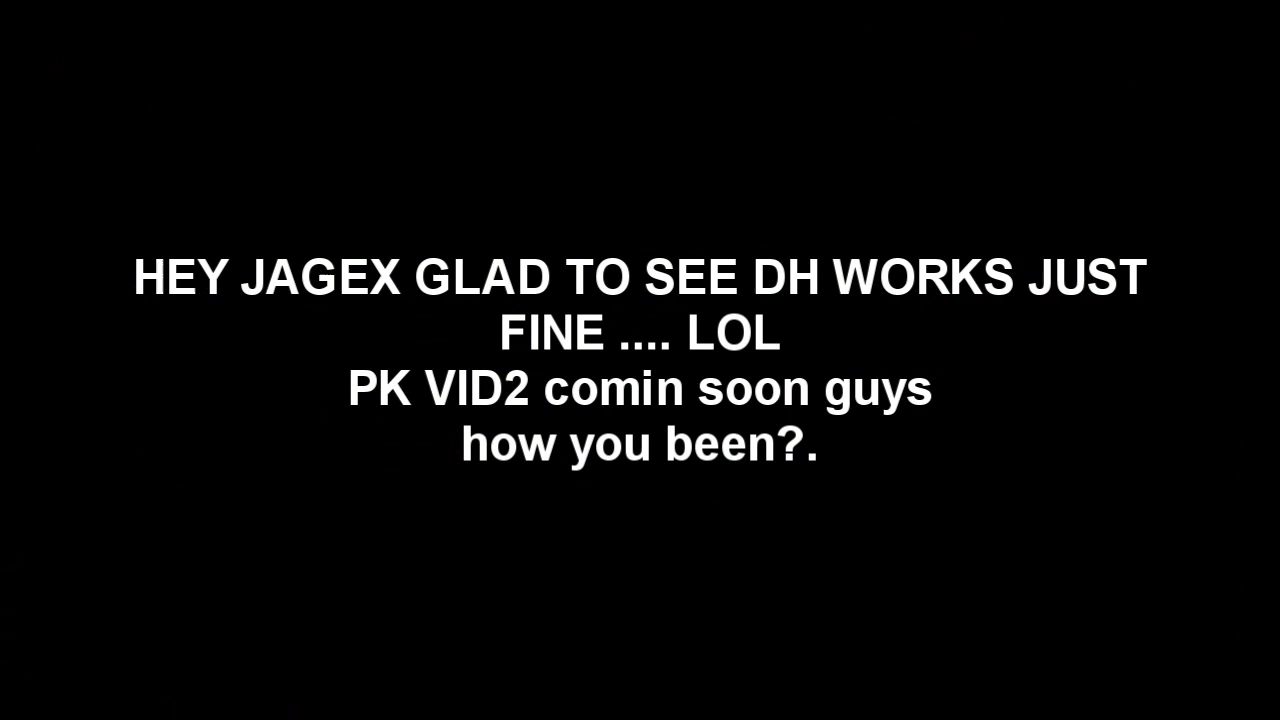 HEY JAGEX GLAD TO SEE DH WORKS JUST
FINE .... LOL
PK VID2 comin soon guys
how you been?.